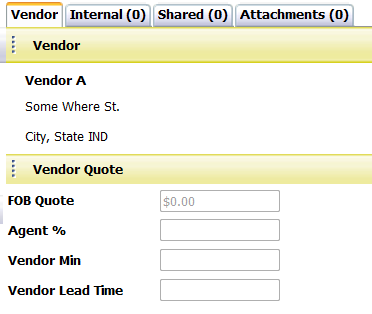 Vendor Internal (0) Shared (0) Attachments (0)
Vendor
Vendor A
Some Where St.
City, State IND
Vendor Quote
FOB Quote $0.00
Agent %
Vendor Min
Vendor Lead Time